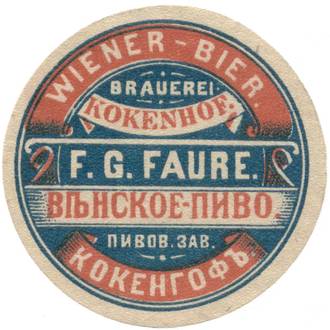 WIENER-BIER.
BRAUEREI
KOKENHOF.
F. G. FAURE.
ВѢНСКОЕ-ПИВО.
ПИВОВ. ЗАВ.
КОКЕНГОФЪ.